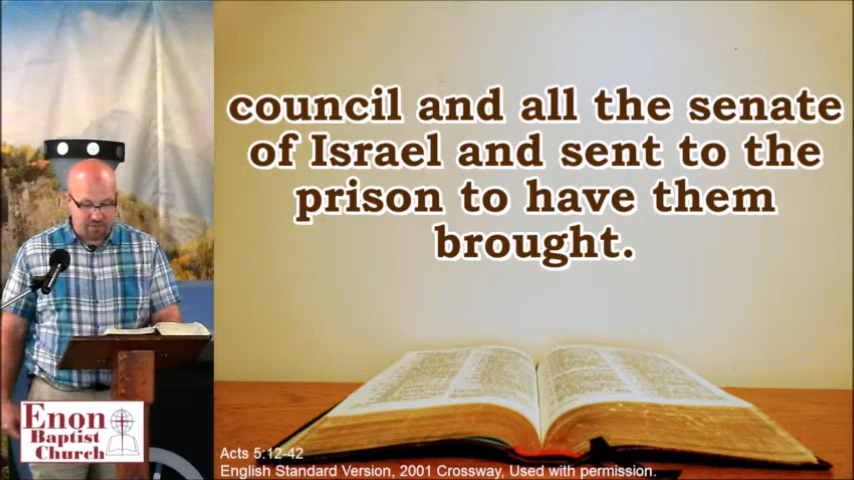 council and all the senate
of Israel and sent to the
prison to have them
brought.
Enon
Baptist
Church
Acts 5:12-42
English Standard Version, 2001 Crossway, Used with permission.